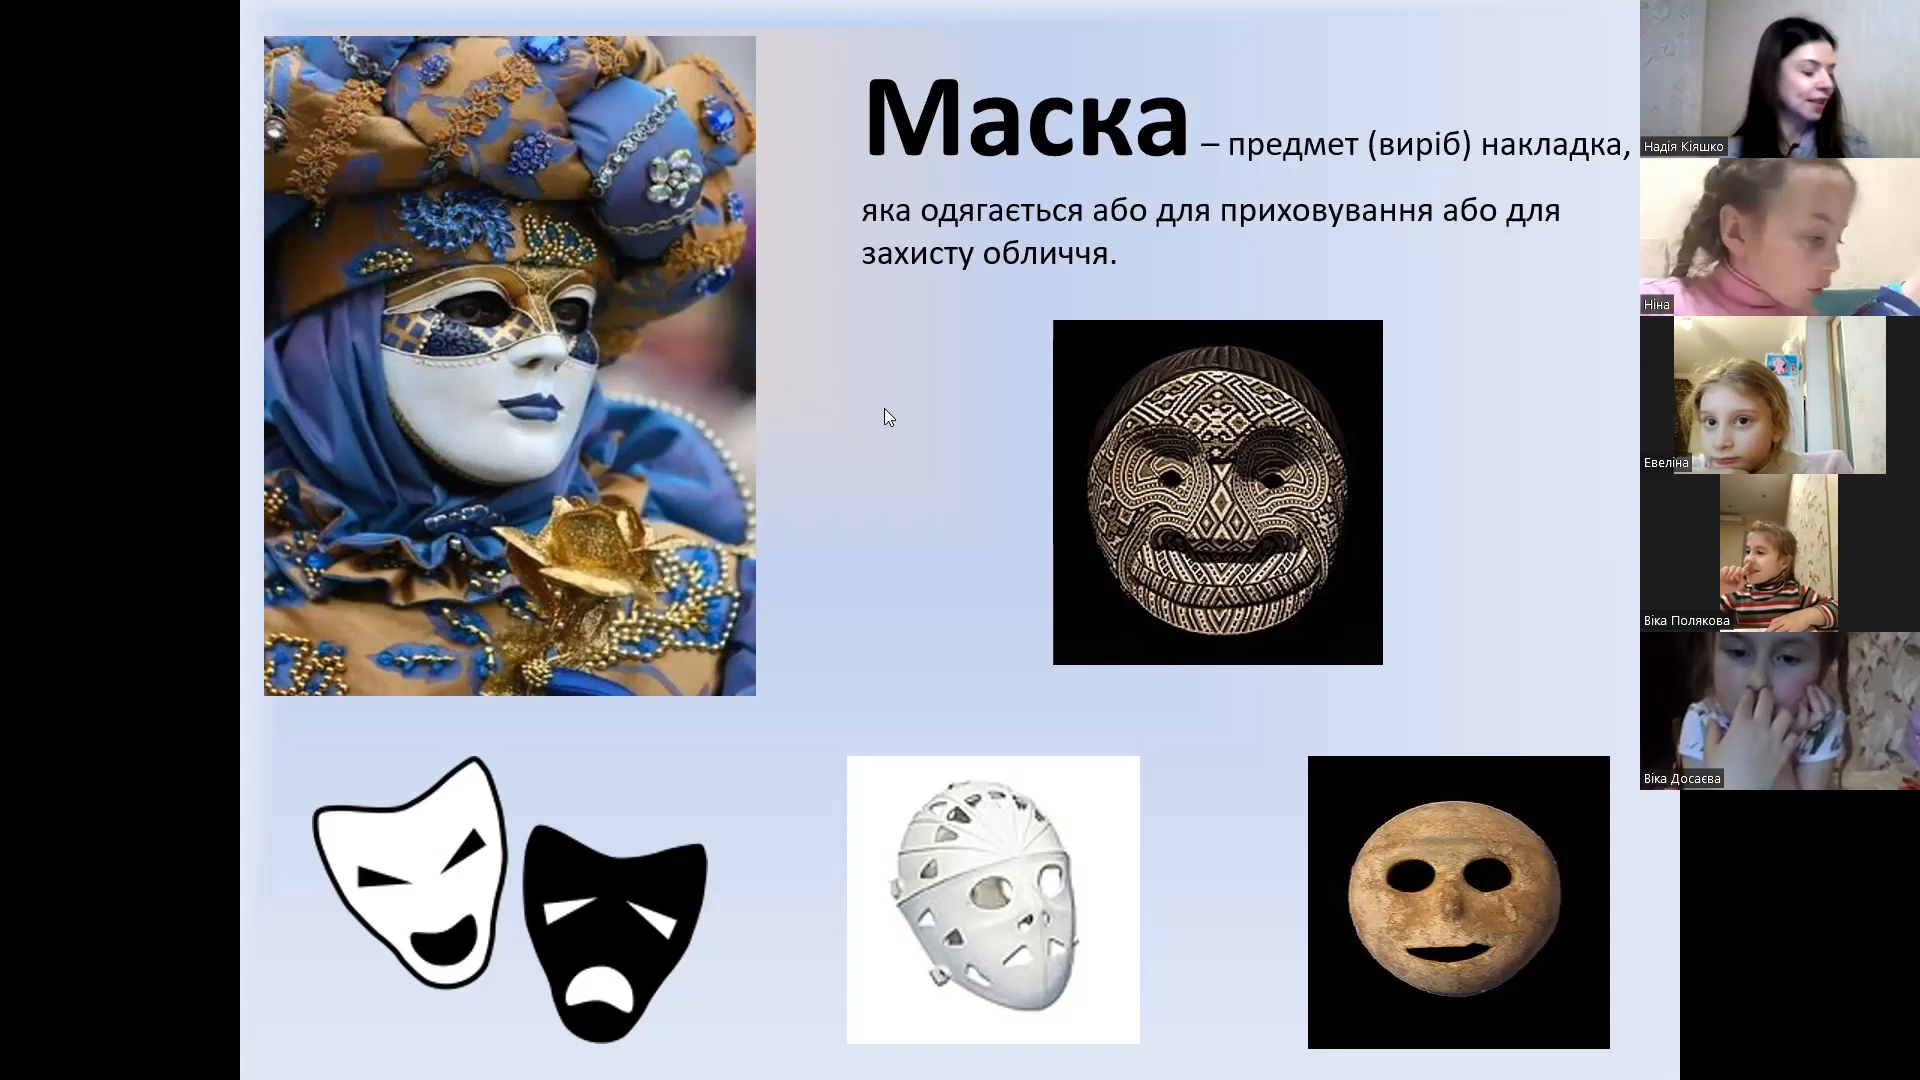 Маска – предмет (виріб) накладка,
яка одягається або для приховування або для
захисту обличчя.
Надія Кіяшко
Ніна
Евеліна
Віка Полякова
Віка Досаєва